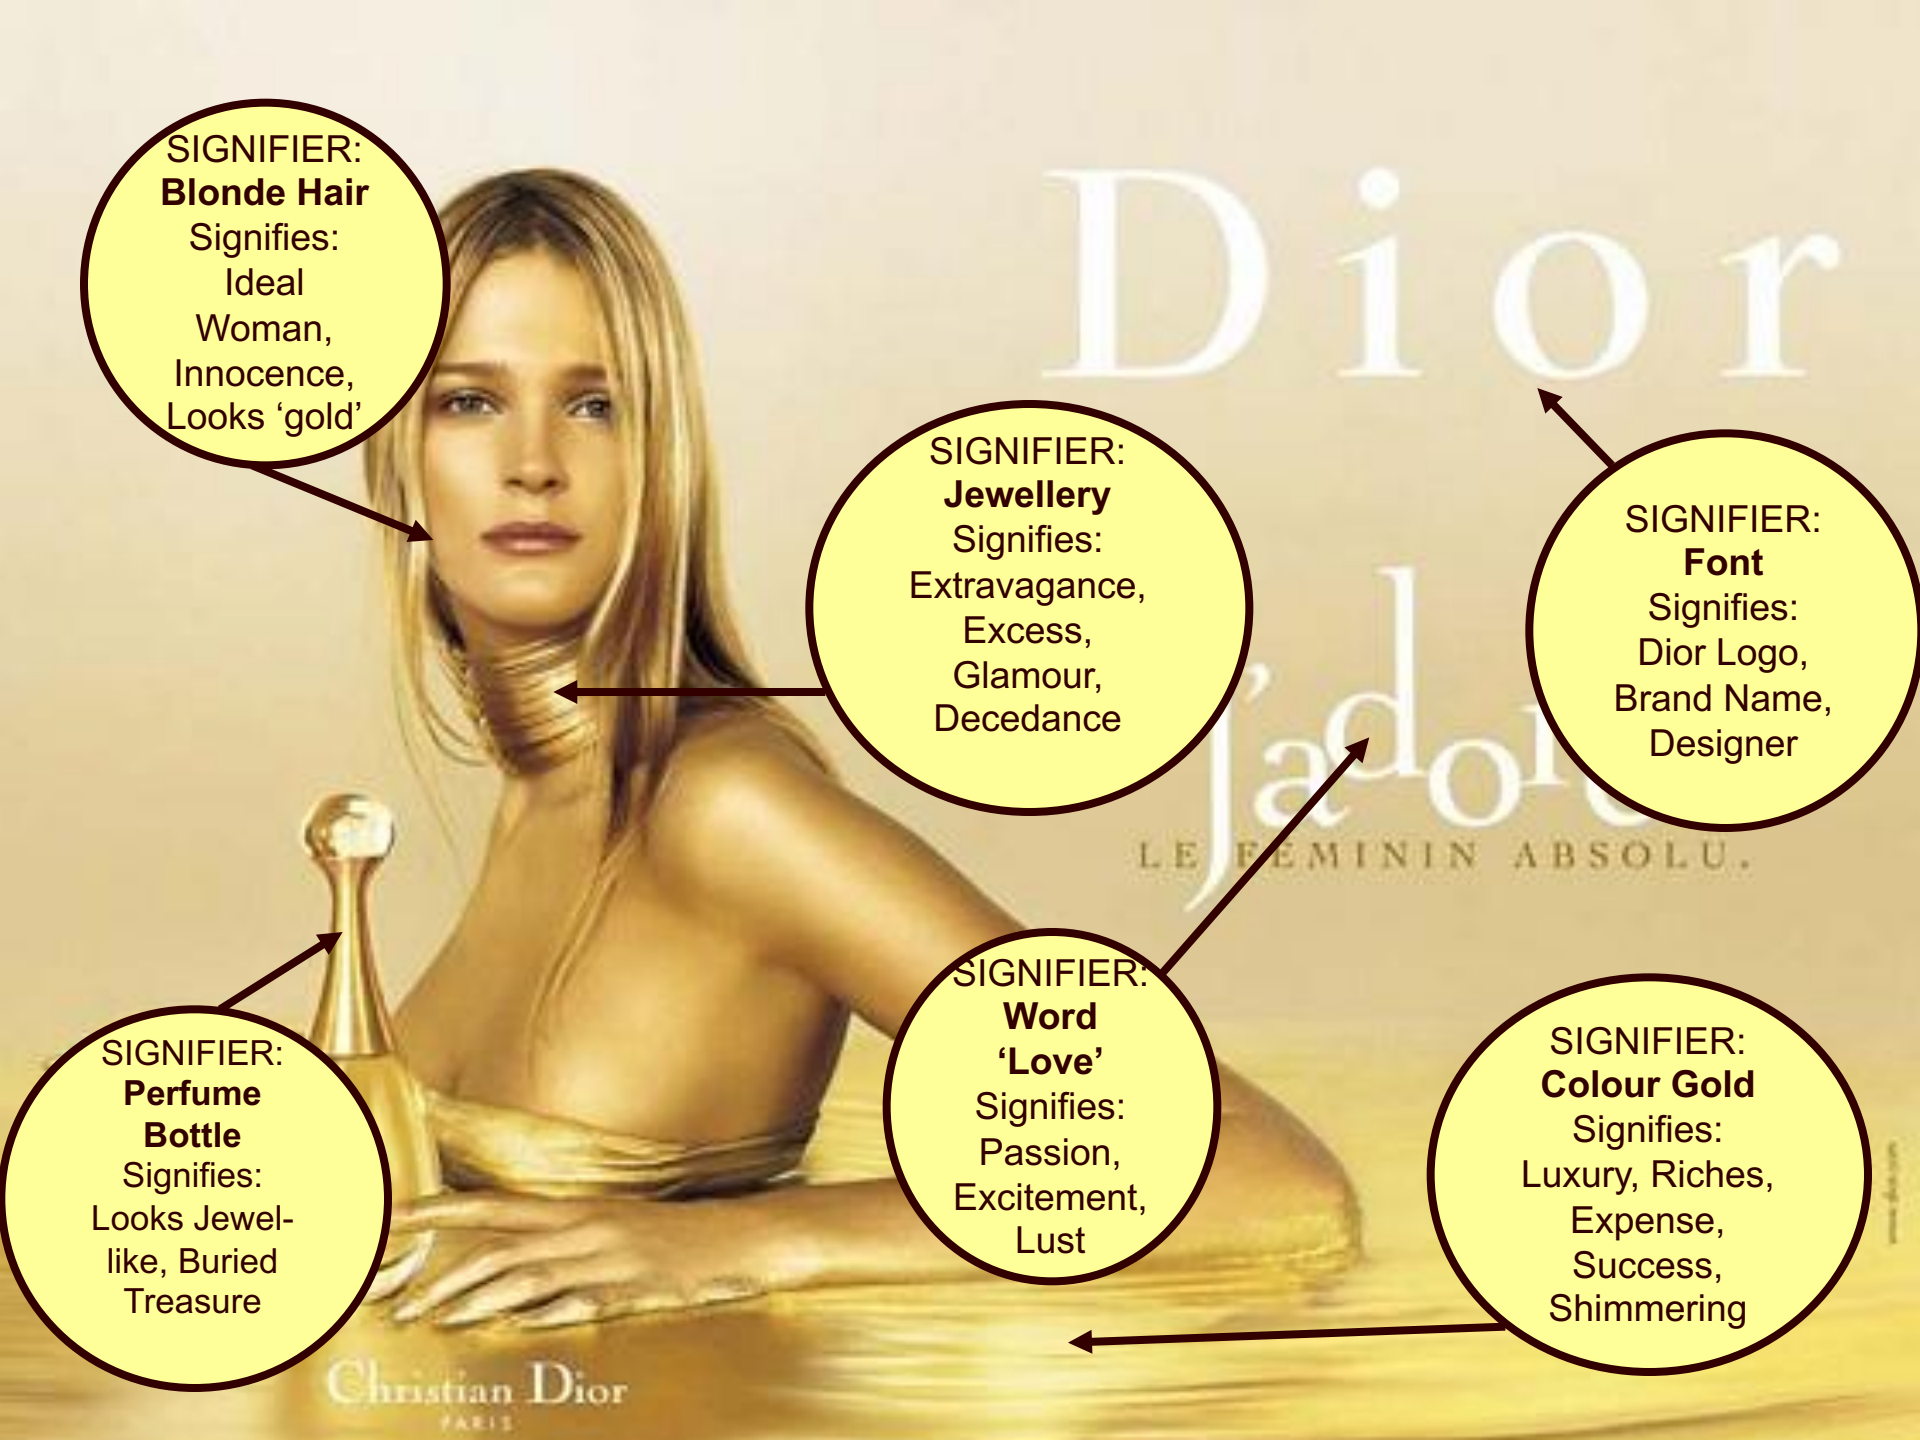 SIGNIFIER:
Blonde Hair
Signifies:
Ideal
Woman,
Innocence,
Looks ‘gold’
Dior
SIGNIFIER:
Jewellery
Signifies:
Extravagance,
Excess,
Glamour,
Decedance
SIGNIFIER:
Font
Signifies:
Dior Logo,
Brand Name,
Designer
LE FEMININ ABSOLU.
SIGNIFIER:
Perfume
Bottle
Signifies:
Looks Jewel-
like, Buried
Treasure
SIGNIFIER:
Word
‘Love’
Signifies:
Passion,
Excitement,
Lust
SIGNIFIER:
Colour Gold
Signifies:
Luxury, Riches,
Expense,
Success,
Shimmering
Christian Dior
PARIS